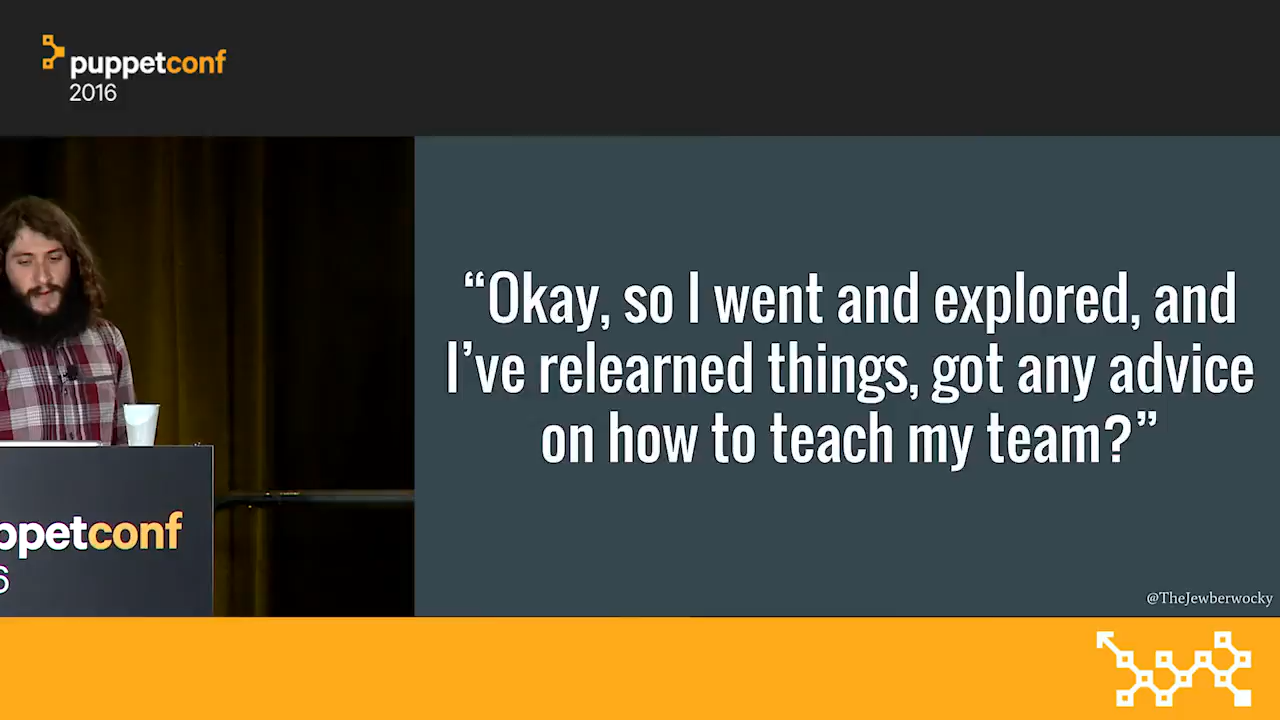 puppetconf
2016
“Okay, so I went and explored, and
I’ve relearned things, got any advice
on how to teach my team?”
ppetconf
6
@TheJewberwocky